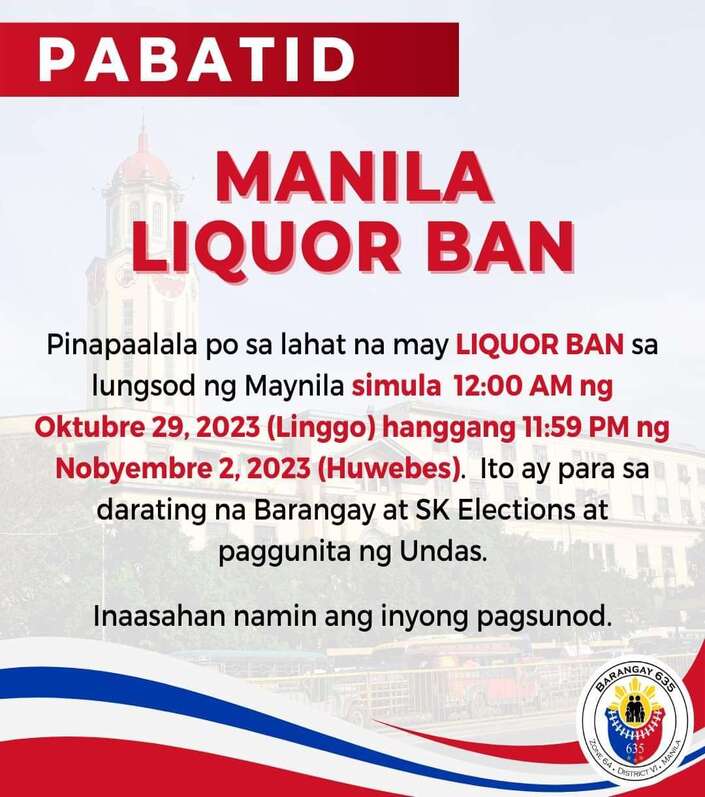 PABATID
MANILA
LIQUOR BAN
Pinapaalala po sa lahat na may LIQUOR BAN sa
lungsod ng Maynila simula 12:00 AM ng
Oktubre 29, 2023 (Linggo) hanggang 11:59 PM ng
Nobyembre 2, 2023 (Huwebes). Ito ay para sa
darating na Barangay at SK Elections at
paggunita ng Undas.
Inaasahan namin ang inyong pagsunod.
BARANGAY 635
635
ZONE 64 • DISTRICT VI • MANILA